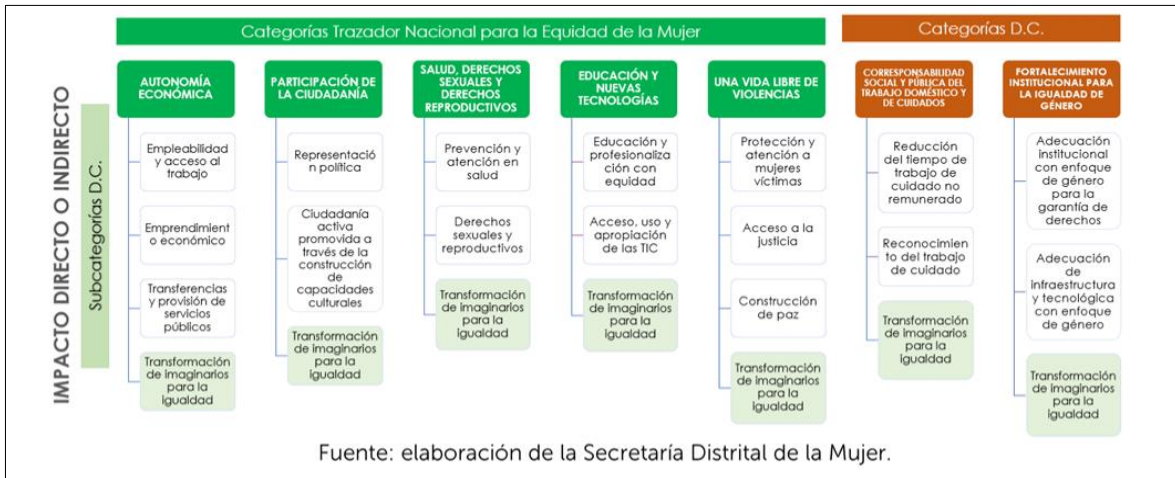 Categorías Trazador Nacional para la Equidad de la Mujer
Categorías D.C.
IMPACTO DIRECTO O INDIRECTO
Subcategorías D.C.
AUTONOMÍA
ECONÓMICA
Empleabilidad
y acceso al
trabajo
Emprendimient
o económico
Transferencias
y provisión de
servicios
públicos
Transformación
de imaginarios
para la
igualdad
PARTICIPACIÓN DE
LA CIUDADANÍA
Representació
n política
Ciudadanía
activa
promovida a
través de la
construcción
de
capacidades
culturales
Transformación
de imaginarios
para la
igualdad
SALUD, DERECHOS
SEXUALES Y
DERECHOS
REPRODUCTIVOS
Prevención y
atención en
salud
Derechos
sexuales y
reproductivos
Transformación
de imaginarios
para la
igualdad
EDUCACIÓN Y
NUEVAS
TECNOLOGÍAS
Educación y
profesionaliza
ción con
equidad
Acceso, uso y
apropiación
de las TIC
Transformación
de imaginarios
para la
igualdad
UNA VIDA LIBRE DE
VIOLENCIAS
Protección y
atención a
mujeres
víctimas
Acceso a la
justicia
Construcción
de paz
Transformación
de imaginarios
para la
igualdad
CORRESPONSABILIDAD
SOCIAL Y PÚBLICA DEL
TRABAJO DOMÉSTICO Y
DE CUIDADOS
Reducción
del tiempo de
trabajo de
cuidado no
remunerado
Reconocimien
to del trabajo
de cuidado
Transformación
de imaginarios
para la
igualdad
FORTALECIMIENTO
INSTITUCIONAL PARA
LA IGUALDAD DE
GÉNERO
Adecuación
institucional
con enfoque
de género
para la
garantía de
derechos
Adecuación
de
infraestructura
y tecnológica
con enfoque
de género
Transformación
de imaginarios
para la
igualdad
Fuente: elaboración de la Secretaría Distrital de la Mujer.